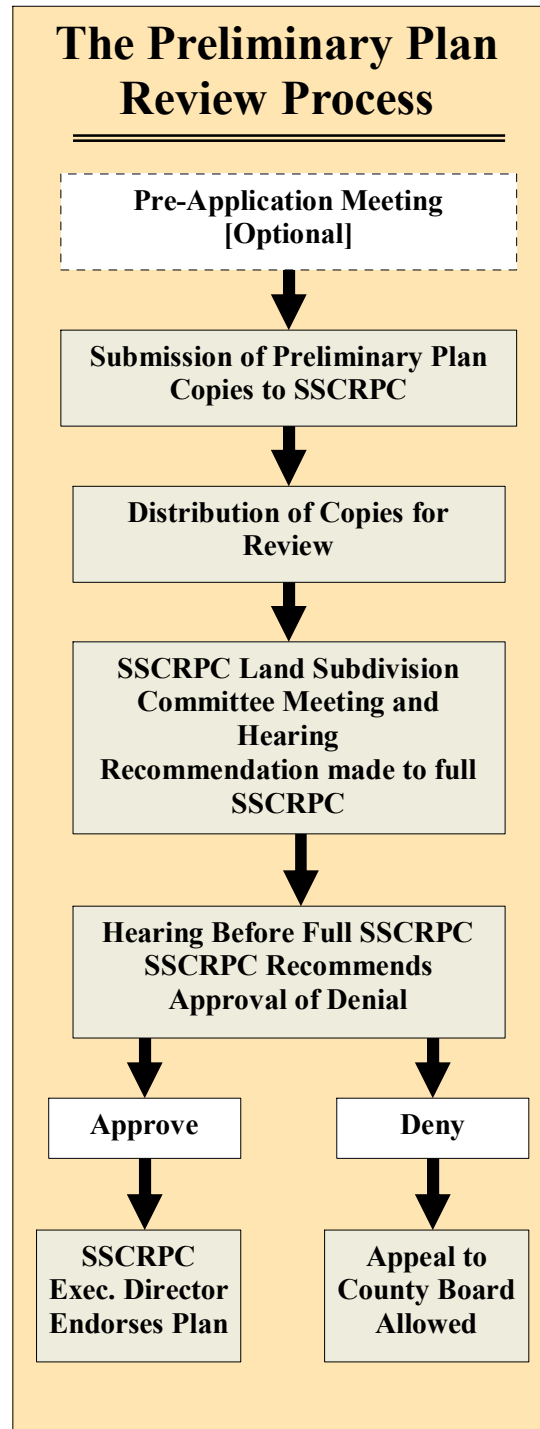 The Preliminary Plan
Review Process
Pre-Application Meeting
[Optional]
Submission of Preliminary Plan
Copies to SSCRPC
Distribution of Copies for
Review
SSCRPC Land Subdivision
Committee Meeting and
Hearing
Recommendation made to full
SSCRPC
Hearing Before Full SSCRPC
SSCRPC Recommends
Approval of Denial
Approve
Deny
SSCRPC
Exec. Director
Endorses Plan
Appeal to
County Board
Allowed